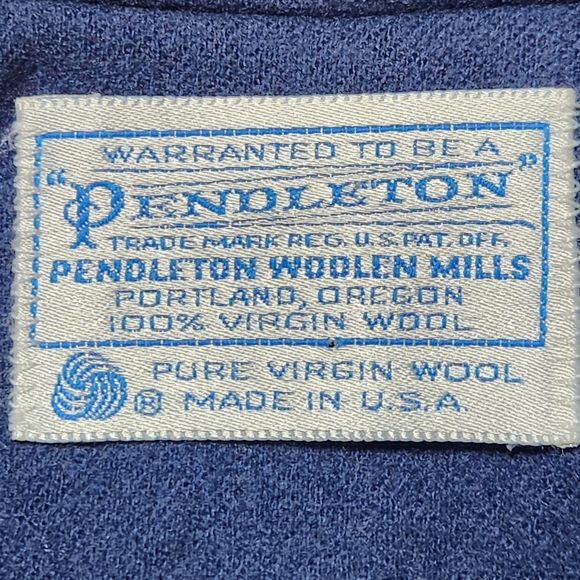 WARRANTED TO BE A
"PENDLETON"
TRADE MARK REG. U.S. PAT. OFF.
PENDLETON WOOLEN MILLS
PORTLAND, OREGON
100% VIRGIN WOOL
PURE VIRGIN WOOL
® MADE IN U.S.A.